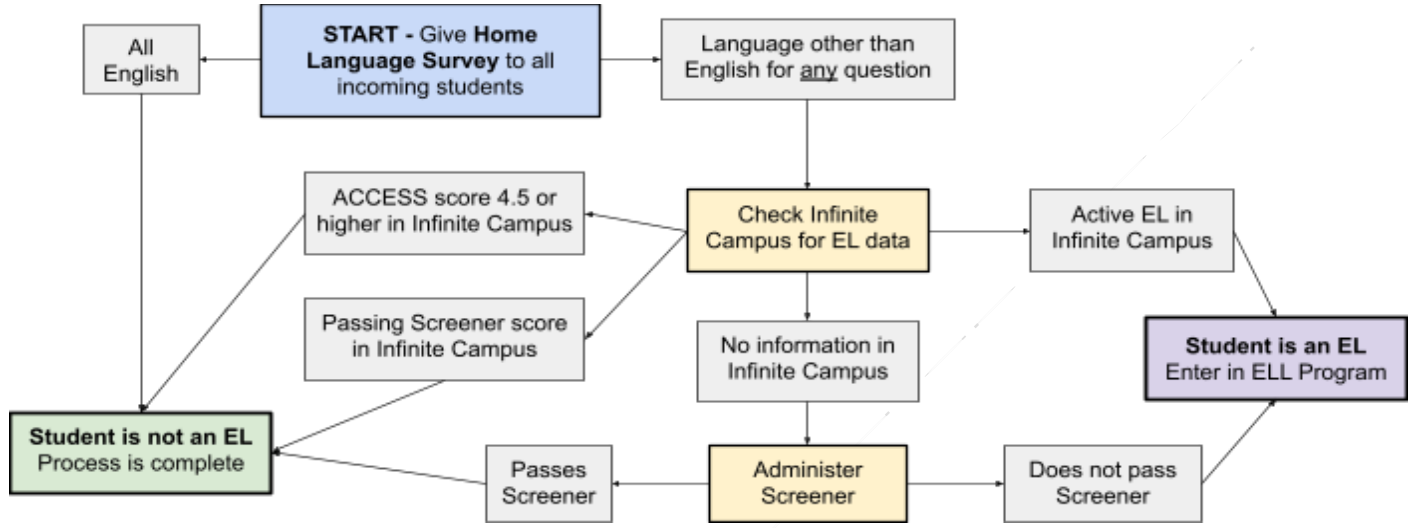 All
English
START - Give Home
Language Survey to all
incoming students
Language other than
English for any question
ACCESS score 4.5 or
higher in Infinite Campus
Check Infinite
Campus for EL data
Active EL in
Infinite Campus
Passing Screener score
in Infinite Campus
No information in
Infinite Campus
Student is an EL
Enter in ELL Program
Student is not an EL
Process is complete
Passes
Screener
Administer
Screener
Does not pass
Screener